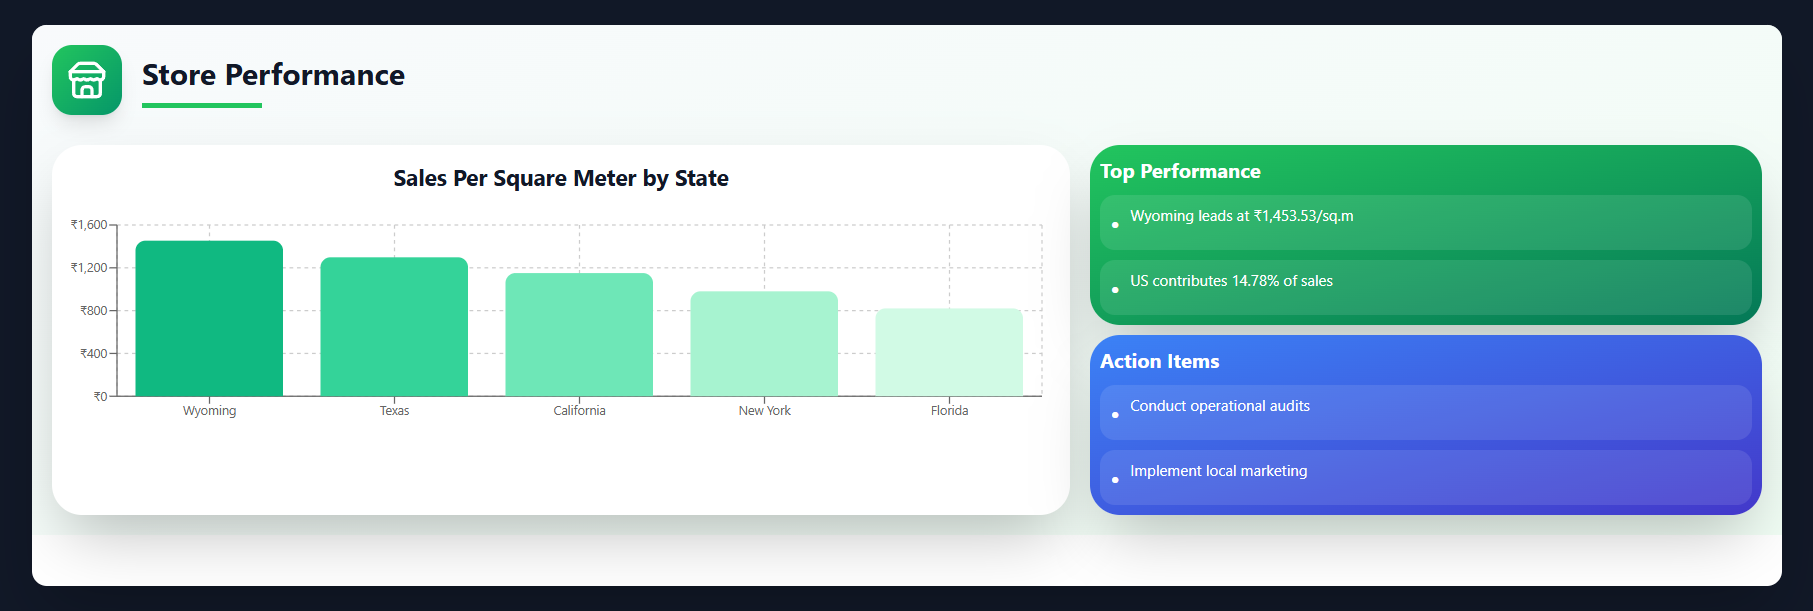 Store Performance
Sales Per Square Meter by State
₹1,600
₹1,200
₹800
₹400
₹0
Wyoming
Texas
California
New York
Florida
Top Performance
Wyoming leads at ₹1,453.53/sq.m
US contributes 14.78% of sales
Action Items
Conduct operational audits
Implement local marketing